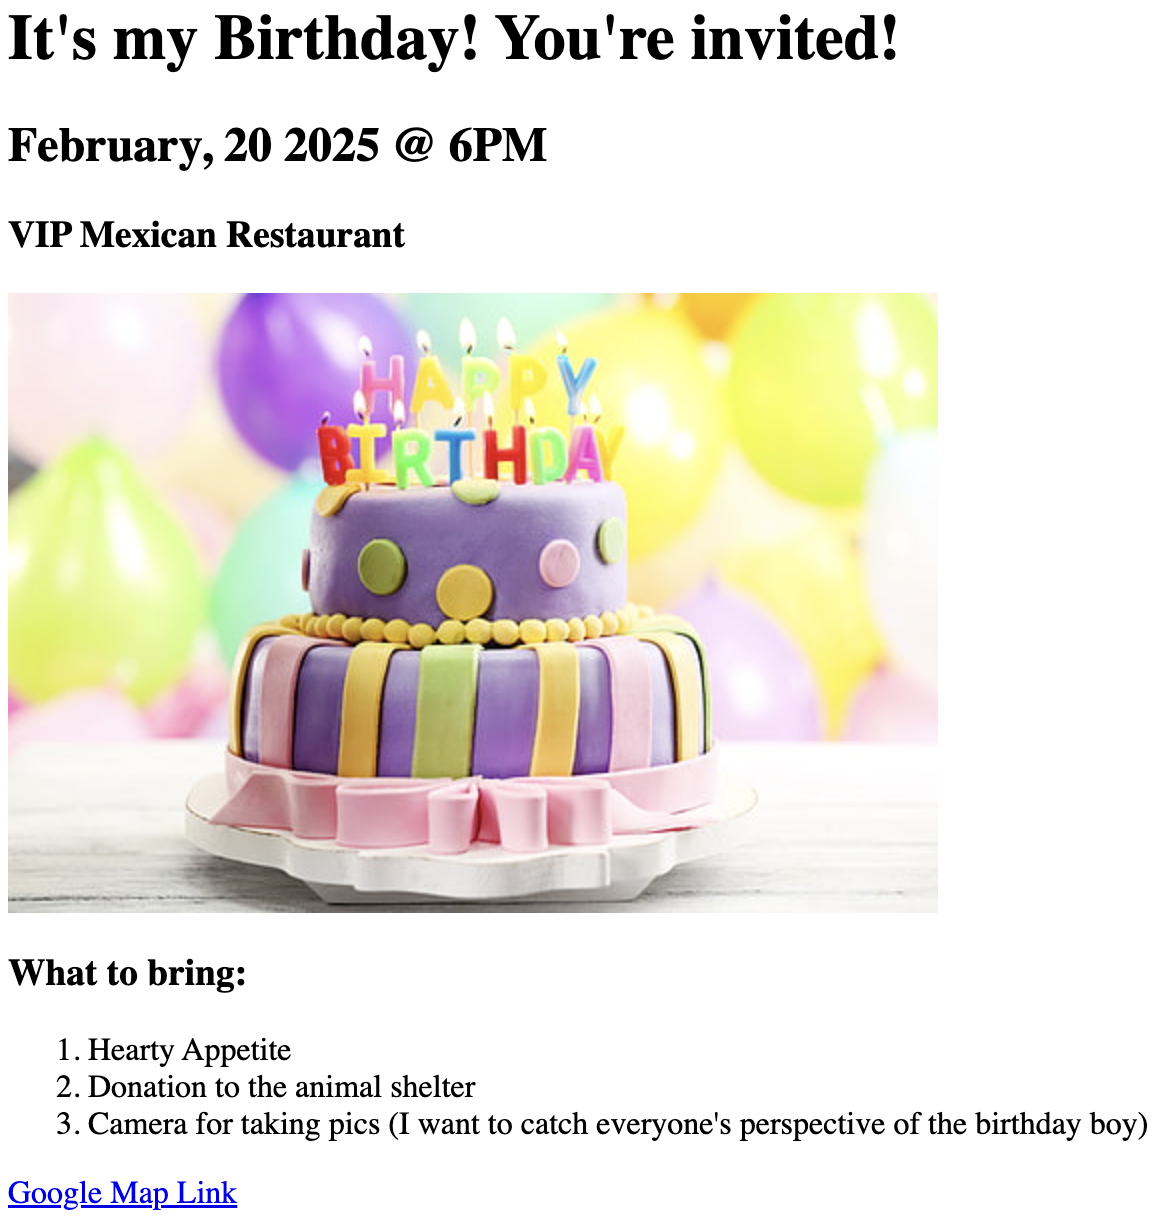 It's my Birthday! You're invited!
February, 20 2025 @ 6PM
VIP Mexican Restaurant
HAPPY
BIRTHDAY
What to bring:
1. Hearty Appetite
2. Donation to the animal shelter
3. Camera for taking pics (I want to catch everyone's perspective of the birthday boy)
Google Map Link